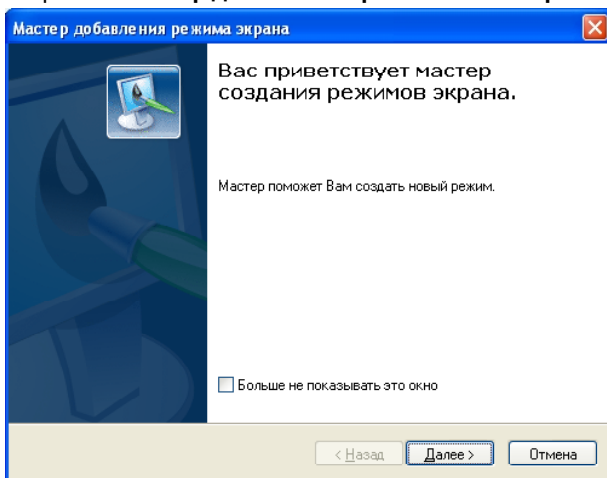 Мастер добавления режима экрана
Вас приветствует мастер
создания режимов экрана.
Мастер поможет Вам создать новый режим.
Больше не показывать это окно
< Назад
Далее >
Отмена